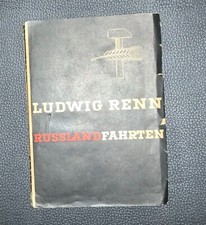 LUDWIG RENN
RUSSLANDFAHRTEN